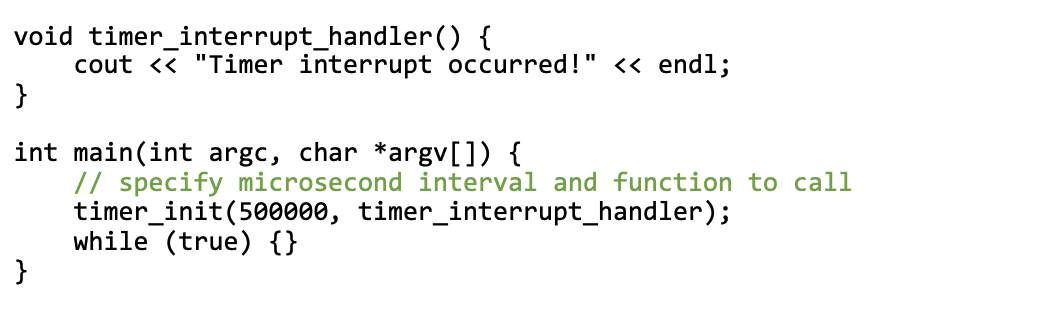 void timer_interrupt_handler() {
    cout << "Timer interrupt occurred!" << endl;
}

int main(int argc, char *argv[]) {
    // specify microsecond interval and function to call
    timer_init(500000, timer_interrupt_handler);
    while (true) {}
}